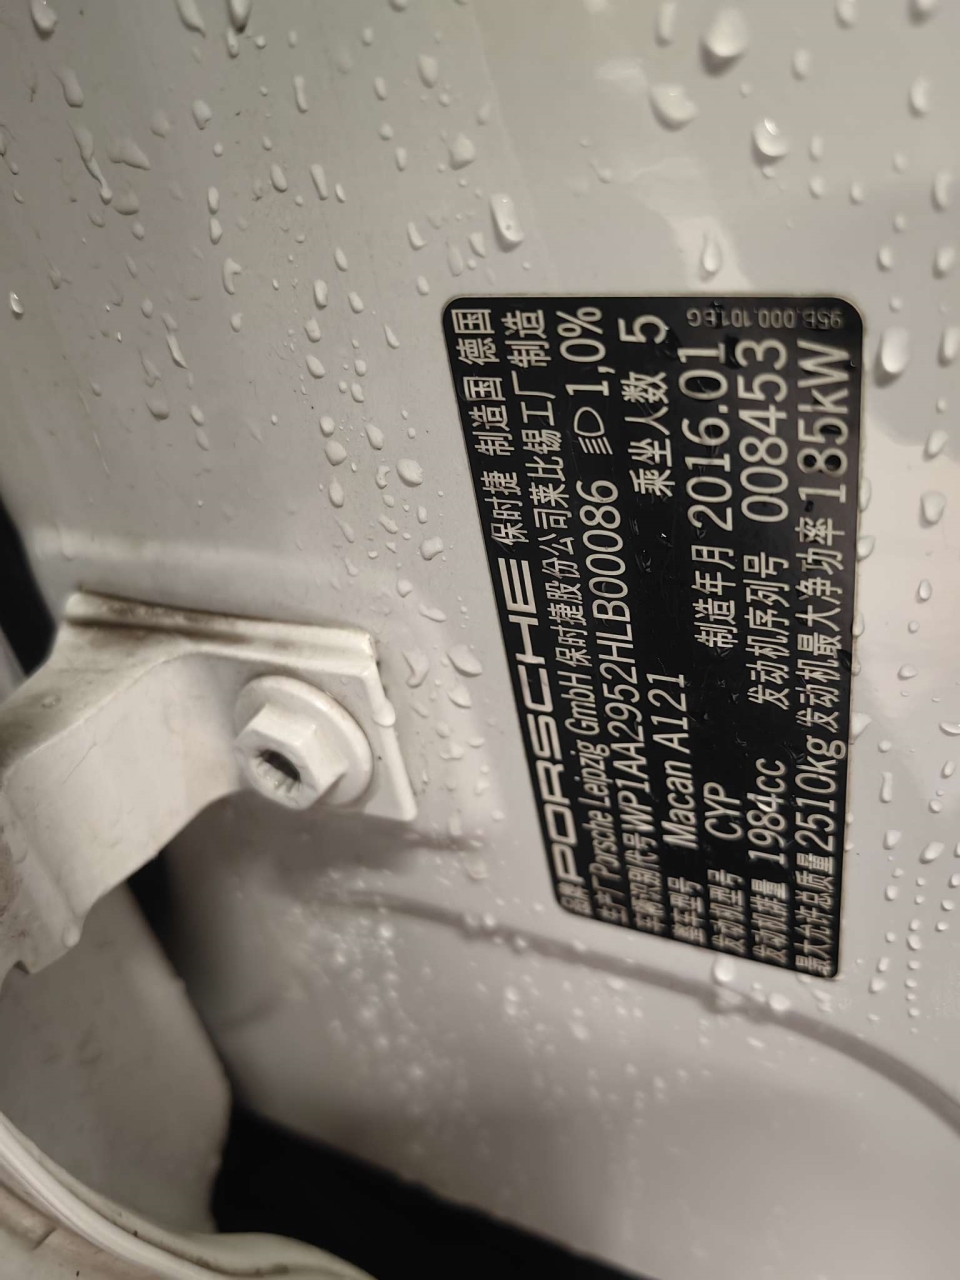 品牌 PORSCHE 保时捷 制造国 德国
生产厂 Porsche Leipzig GmbH 保时捷股份公司莱比锡工厂制造
车辆识别代号 WP1AA2952HLB00086 1,0%
整车型号 Macan A121 乘坐人数 5
发动机型号 CYP 制造年月 2016.01
发动机排量 1984cc 发动机序列号 008453
最大允许总质量 2510kg 发动机最大净功率 185kW
95B.000.101.BG